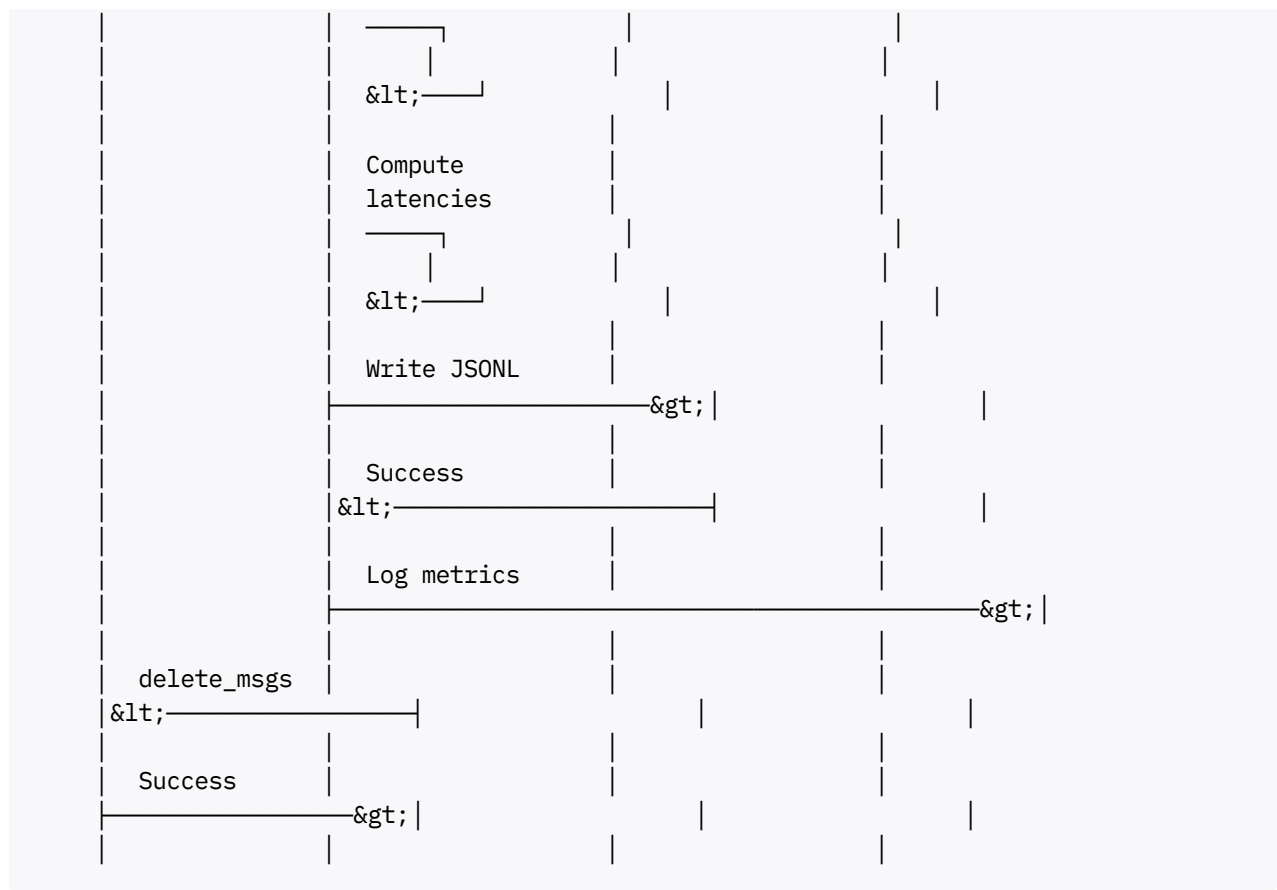 &lt;
Compute
latencies
&lt;
Write JSONL
&gt;
Success
&lt;
Log metrics
&gt;
delete_msgs
&lt;
Success
&gt;